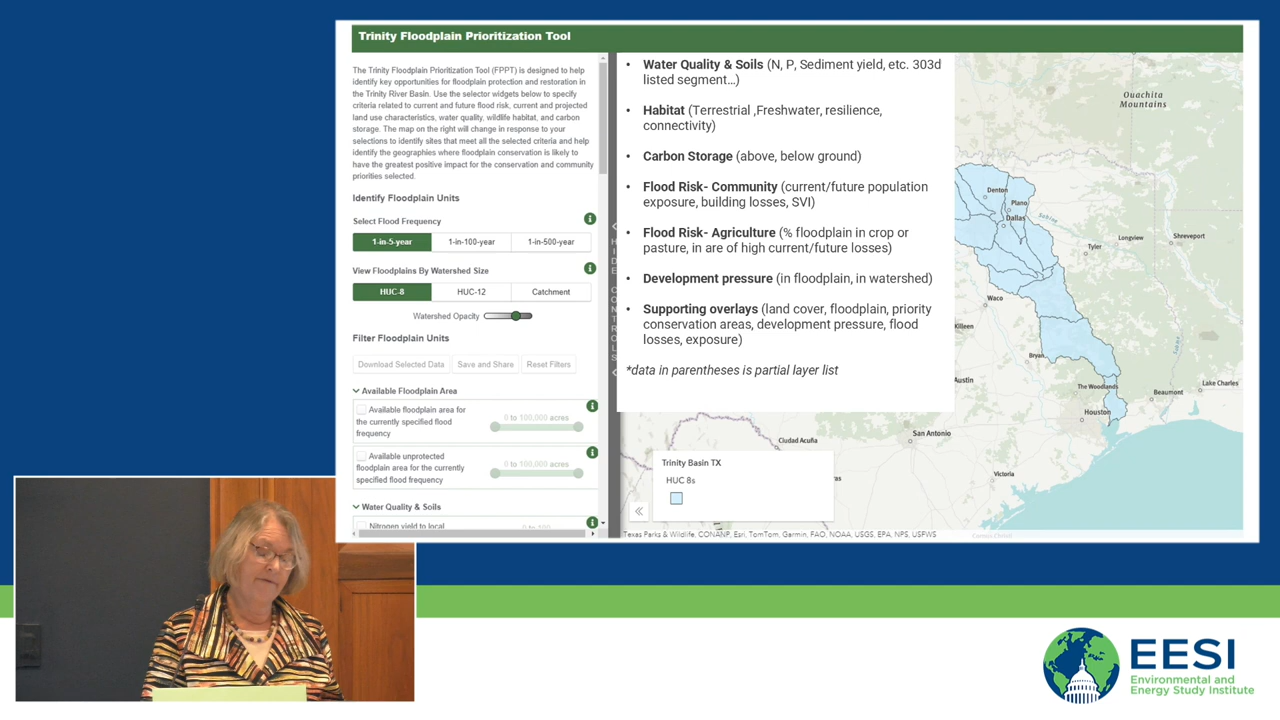 Trinity Floodplain Prioritization Tool
The Trinity Floodplain Prioritization Tool (FPPT) is designed to help
identify key opportunities for floodplain protection and restoration in
the Trinity River Basin. Use the selector widgets below to specify
criteria related to current and future flood risk, current and projected
land use characteristics, water quality, wildlife habitat, and carbon
storage. The map on the right will change in response to your
selections to identify sites that meet all the selected criteria and help
identify the geographies where floodplain conservation is likely to
have the greatest positive impact for the conservation and community
priorities selected.
Identify Floodplain Units
Select Flood Frequency
1-in-5-year 1-in-100-year 1-in-500-year
View Floodplains By Watershed Size
HUC-8 HUC-12 Catchment
Watershed Opacity
Filter Floodplain Units
Download Selected Data Save and Share Reset Filters
Available Floodplain Area
Available floodplain area for
the currently specified flood
frequency
0 to 100,000 acres
Available unprotected
floodplain area for the currently
specified flood frequency
0 to 100,000 acres
Water Quality & Soils
Nitrogen yield to local
0 to 100
HIDE CONTROLS
• Water Quality & Soils (N, P, Sediment yield, etc. 303d
listed segment…)
• Habitat (Terrestrial ,Freshwater, resilience,
connectivity)
• Carbon Storage (above, below ground)
• Flood Risk- Community (current/future population
exposure, building losses, SVI)
• Flood Risk- Agriculture (% floodplain in crop or
pasture, in are of high current/future losses)
• Development pressure (in floodplain, in watershed)
• Supporting overlays (land cover, floodplain, priority
conservation areas, development pressure, flood
losses, exposure)
*data in parentheses is partial layer list
Ouachita
Mountains
Denton
Plano
Dallas
Sabine
Tyler
Longview
Shreveport
Waco
Killeen
Bryan
Austin
The Woodlands
Beaumont
Lake Charles
Houston
San Antonio
Ciudad Acuña
Victoria
ras
Trinity Basin TX
HUC 8s
Texas Parks & Wildlife, CONANP, Esri, TomTom, Garmin, FAO, NOAA, USGS, EPA, NPS, USFWS
EESI
Environmental and
Energy Study Institute